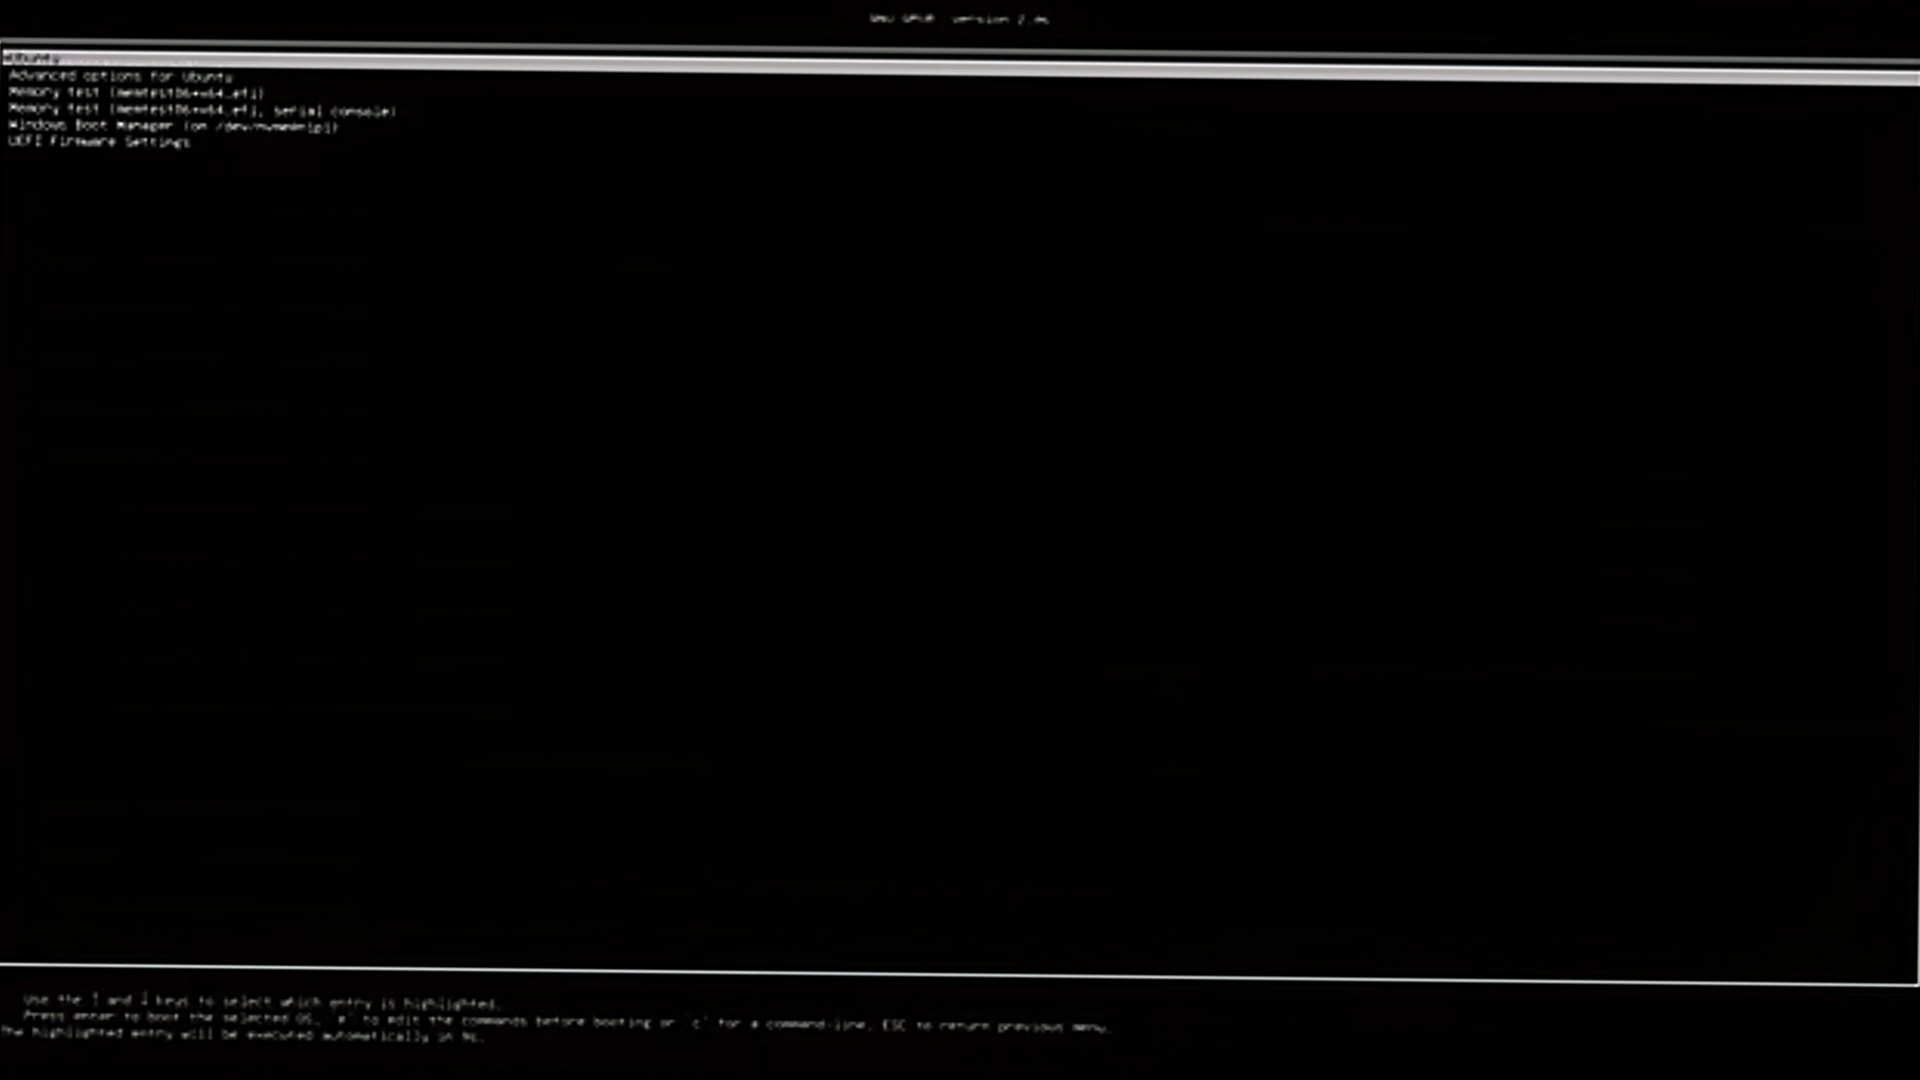 GNU GRUB version 2.06
*Ubuntu
Advanced options for Ubuntu
Memory test (memtest86+x64.efi)
Memory test (memtest86+x64.efi, serial console)
Windows Boot Manager (on /dev/nvme0n1p1)
UEFI Firmware Settings
Use the ↑ and ↓ keys to select which entry is highlighted.
Press enter to boot the selected OS, `e' to edit the commands before booting or `c' for a command-line. ESC to return previous menu.
The highlighted entry will be executed automatically in 9s.